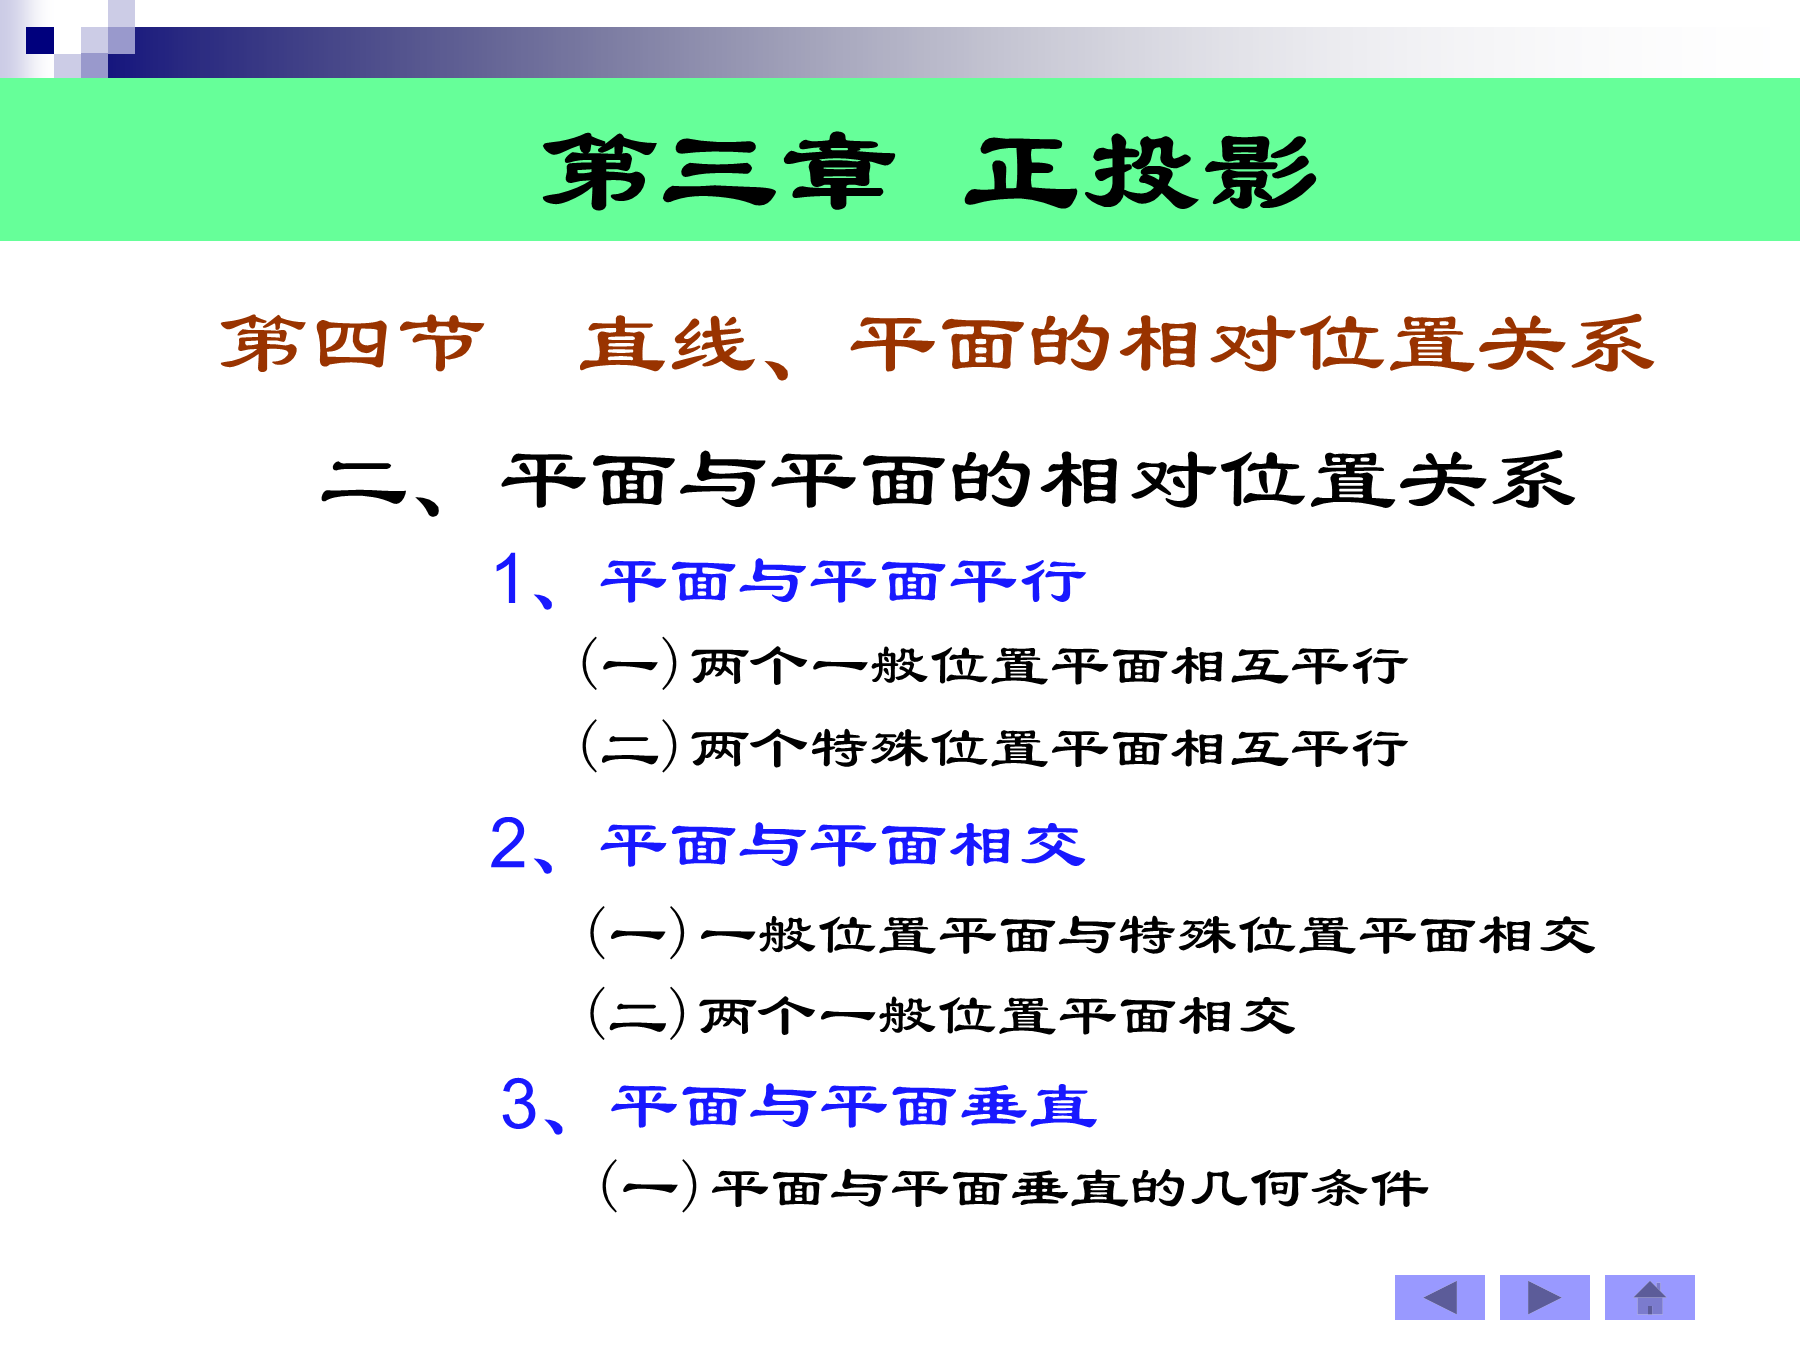 第三章 正投影
第四节 直线、平面的相对位置关系
二、平面与平面的相对位置关系
1、平面与平面平行
(一)两个一般位置平面相互平行
(二)两个特殊位置平面相互平行
2、平面与平面相交
(一)一般位置平面与特殊位置平面相交
(二)两个一般位置平面相交
3、平面与平面垂直
(一)平面与平面垂直的几何条件